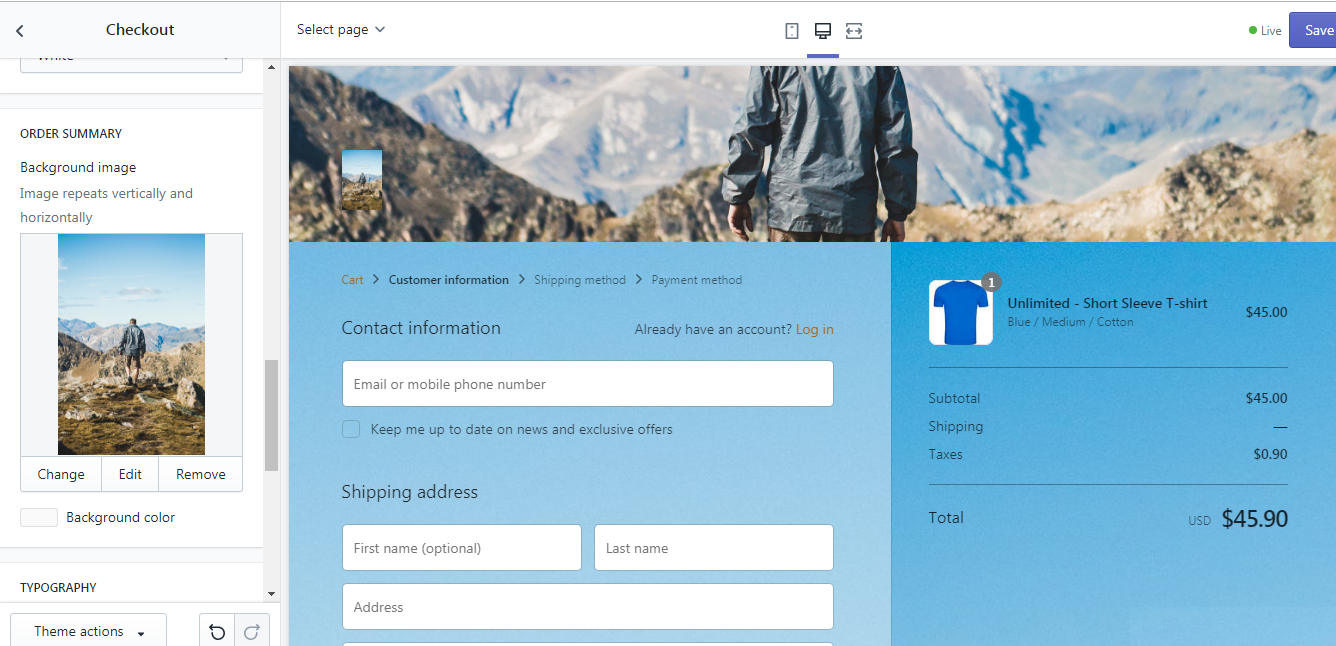 Checkout
Select page
Live
Save
White
ORDER SUMMARY
Background image
Image repeats vertically and
horizontally
Change
Edit
Remove
Background color
TYPOGRAPHY
Theme actions
Cart > Customer information > Shipping method > Payment method
Contact information
Already have an account? Log in
Email or mobile phone number
Keep me up to date on news and exclusive offers
Shipping address
First name (optional)
Last name
Address
1
Unlimited - Short Sleeve T-shirt
$45.00
Blue / Medium / Cotton
Subtotal $45.00
Shipping —
Taxes $0.90
Total USD $45.90